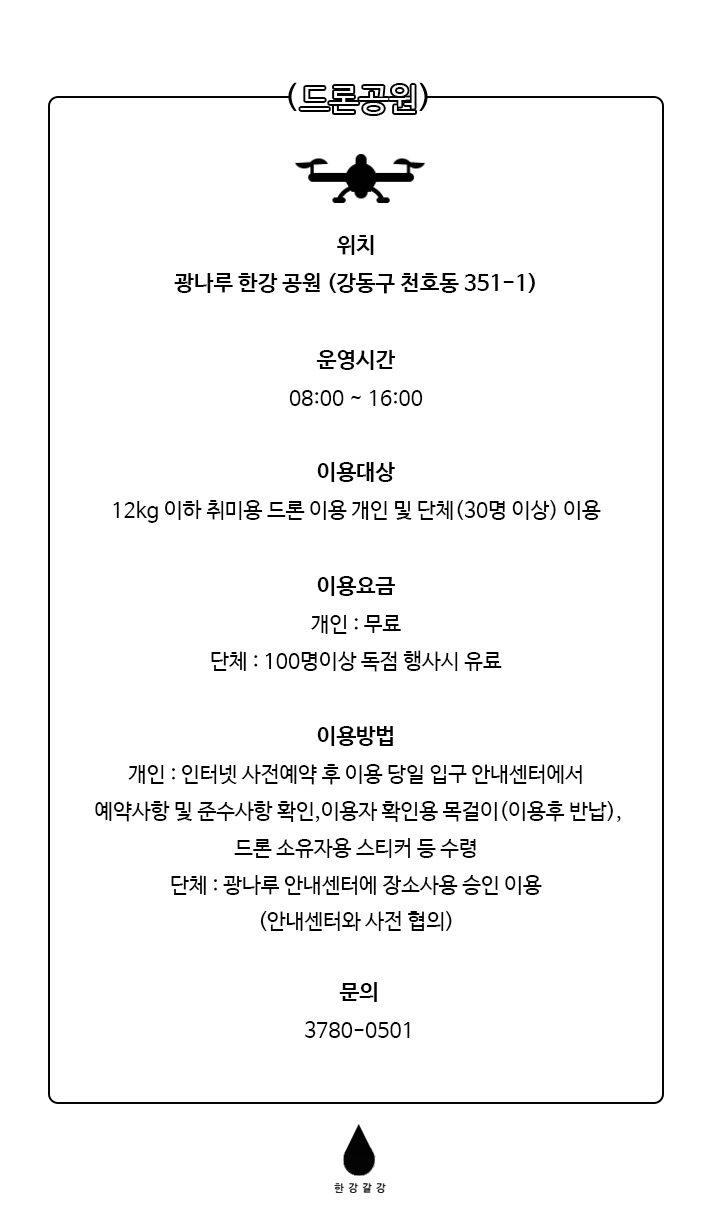 (드론공원)
위치
광나루 한강 공원 (강동구 천호동 351-1)
운영시간
08:00 ~ 16:00
이용대상
12kg 이하 취미용 드론 이용 개인 및 단체(30명 이상) 이용
이용요금
개인 : 무료
단체 : 100명이상 독점 행사시 유료
이용방법
개인 : 인터넷 사전예약 후 이용 당일 입구 안내센터에서
예약사항 및 준수사항 확인,이용자 확인용 목걸이(이용후 반납),
드론 소유자용 스티커 등 수령
단체 : 광나루 안내센터에 장소사용 승인 이용
(안내센터와 사전 협의)
문의
3780-0501
한강갈강